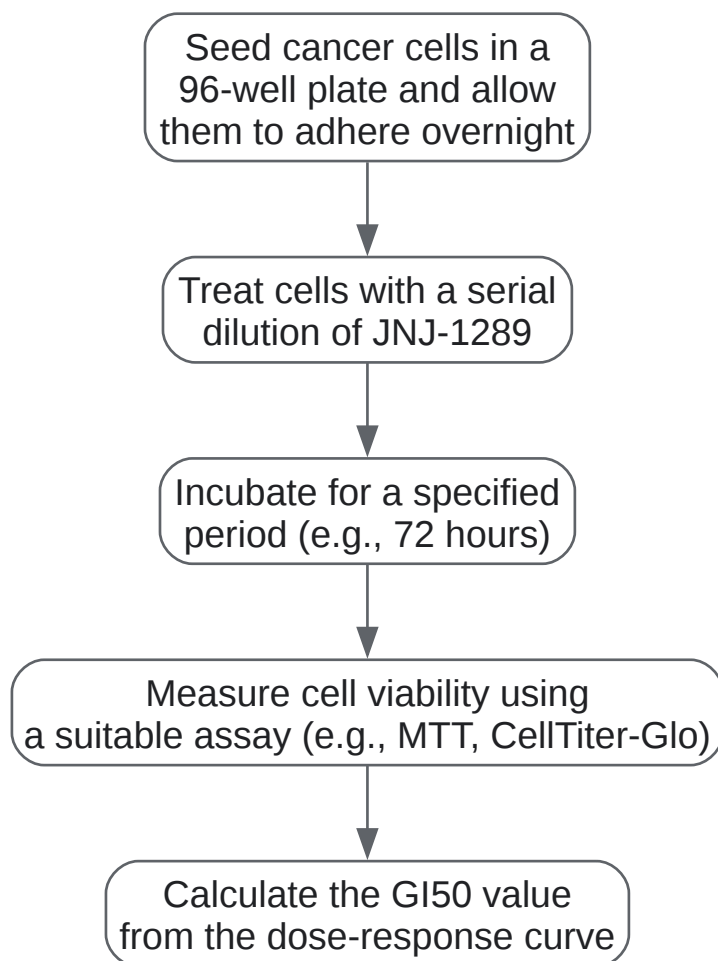 Seed cancer cells in a
96-well plate and allow
them to adhere overnight
Treat cells with a serial
dilution of JNJ-1289
Incubate for a specified
period (e.g., 72 hours)
Measure cell viability using
a suitable assay (e.g., MTT, CellTiter-Glo)
Calculate the GI50 value
from the dose-response curve